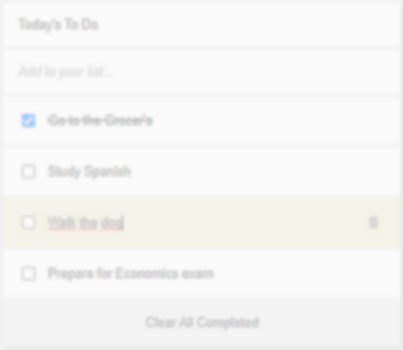 Today's To Do
Add to your list...
Go to the Grocer's
Study Spanish
Walk the dog
Prepare for Economics exam
Clear All Completed